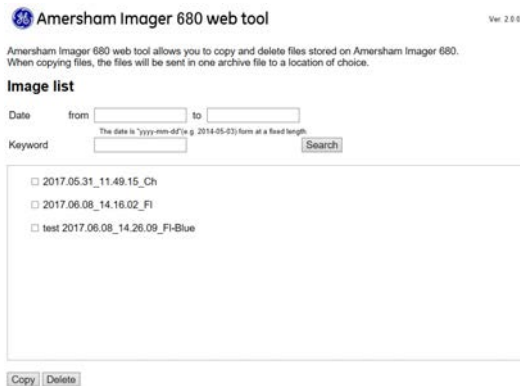 Amersham Imager 680 web tool
Ver. 2.0.0
Amersham Imager 680 web tool allows you to copy and delete files stored on Amersham Imager 680.
When copying files, the files will be sent in one archive file to a location of choice.
Image list
Date from to
The date is "yyyy-mm-dd"(e.g. 2014-05-03) form at a fixed length.
Keyword Search
2017.05.31_11.49.15_Ch
2017.06.08_14.16.02_Fl
test 2017.06.08_14.26.09_Fl-Blue
Copy Delete